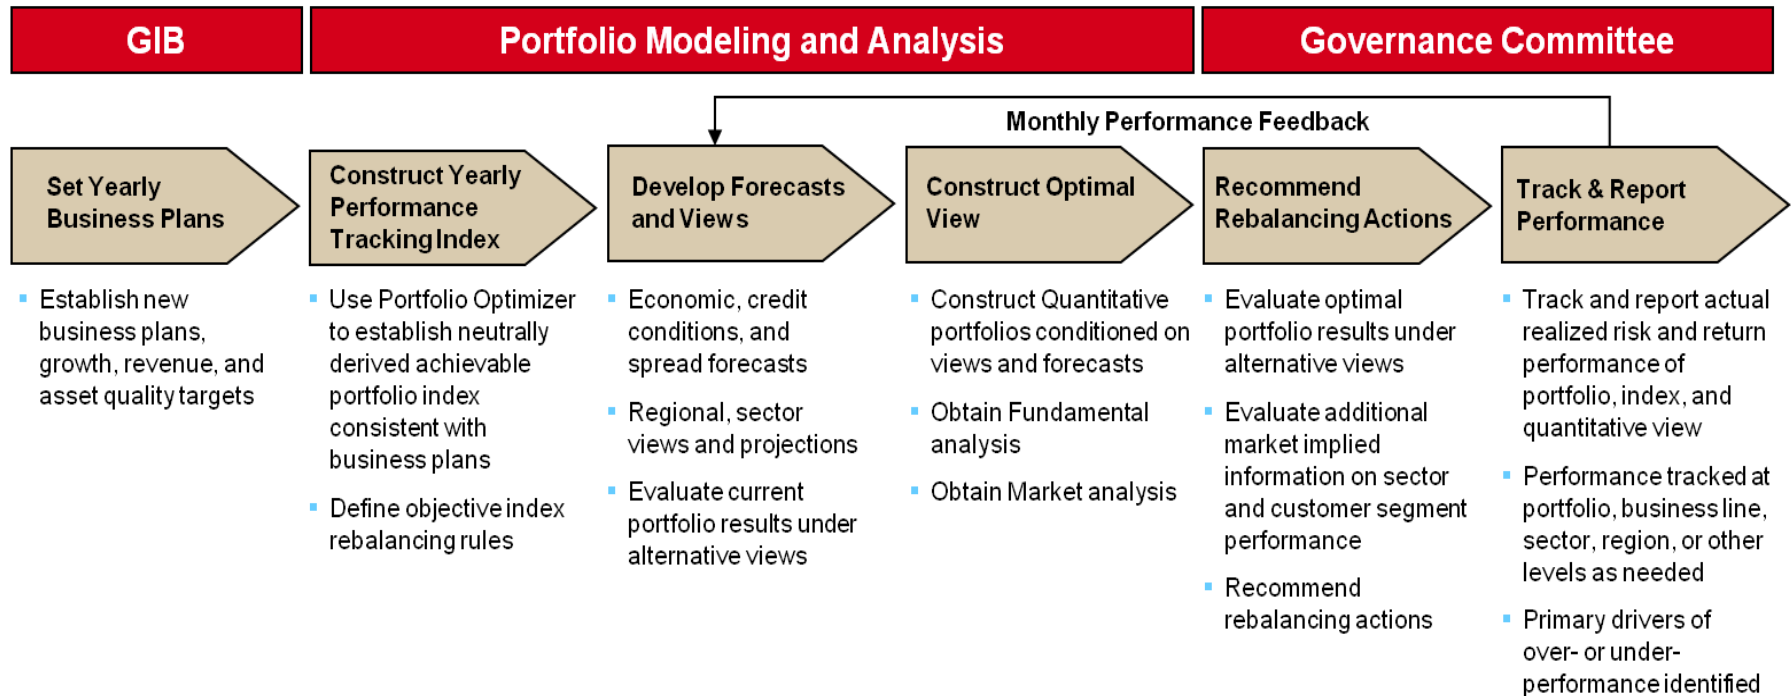 GIB
Portfolio Modeling and Analysis
Governance Committee
Monthly Performance Feedback
Set Yearly
Business Plans
Construct Yearly
Performance
Tracking Index
Develop Forecasts
and Views
Construct Optimal
View
Recommend
Rebalancing Actions
Track & Report
Performance
Establish new
business plans,
growth, revenue, and
asset quality targets
Use Portfolio Optimizer
to establish neutrally
derived achievable
portfolio index
consistent with
business plans
Define objective index
rebalancing rules
Economic, credit
conditions, and
spread forecasts
Regional, sector
views and projections
Evaluate current
portfolio results under
alternative views
Construct Quantitative
portfolios conditioned on
views and forecasts
Obtain Fundamental
analysis
Obtain Market analysis
Evaluate optimal
portfolio results under
alternative views
Evaluate additional
market implied
information on sector
and customer segment
performance
Recommend
rebalancing actions
Track and report actual
realized risk and return
performance of
portfolio, index, and
quantitative view
Performance tracked at
portfolio, business line,
sector, region, or other
levels as needed
Primary drivers of
over- or under-
performance identified